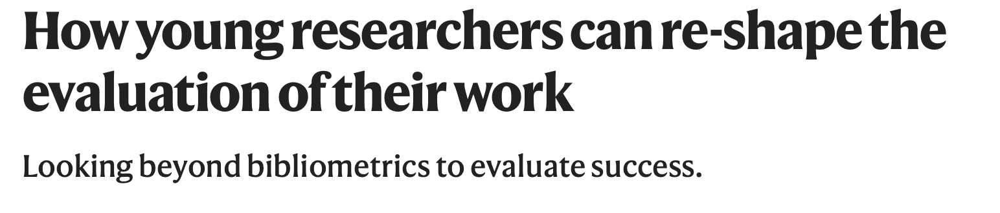 How young researchers can re-shape the
evaluation of their work
Looking beyond bibliometrics to evaluate success.